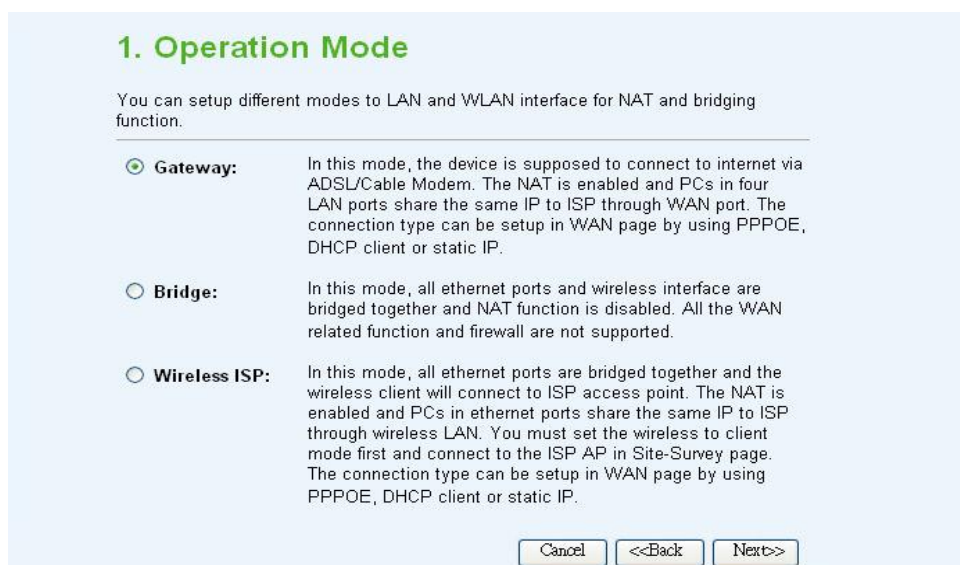 1. Operation Mode
You can setup different modes to LAN and WLAN interface for NAT and bridging
function.
Gateway:
In this mode, the device is supposed to connect to internet via
ADSL/Cable Modem. The NAT is enabled and PCs in four
LAN ports share the same IP to ISP through WAN port. The
connection type can be setup in WAN page by using PPPOE,
DHCP client or static IP.
Bridge:
In this mode, all ethernet ports and wireless interface are
bridged together and NAT function is disabled. All the WAN
related function and firewall are not supported.
Wireless ISP:
In this mode, all ethernet ports are bridged together and the
wireless client will connect to ISP access point. The NAT is
enabled and PCs in ethernet ports share the same IP to ISP
through wireless LAN. You must set the wireless to client
mode first and connect to the ISP AP in Site-Survey page.
The connection type can be setup in WAN page by using
PPPOE, DHCP client or static IP.
Cancel <<Back Next>>